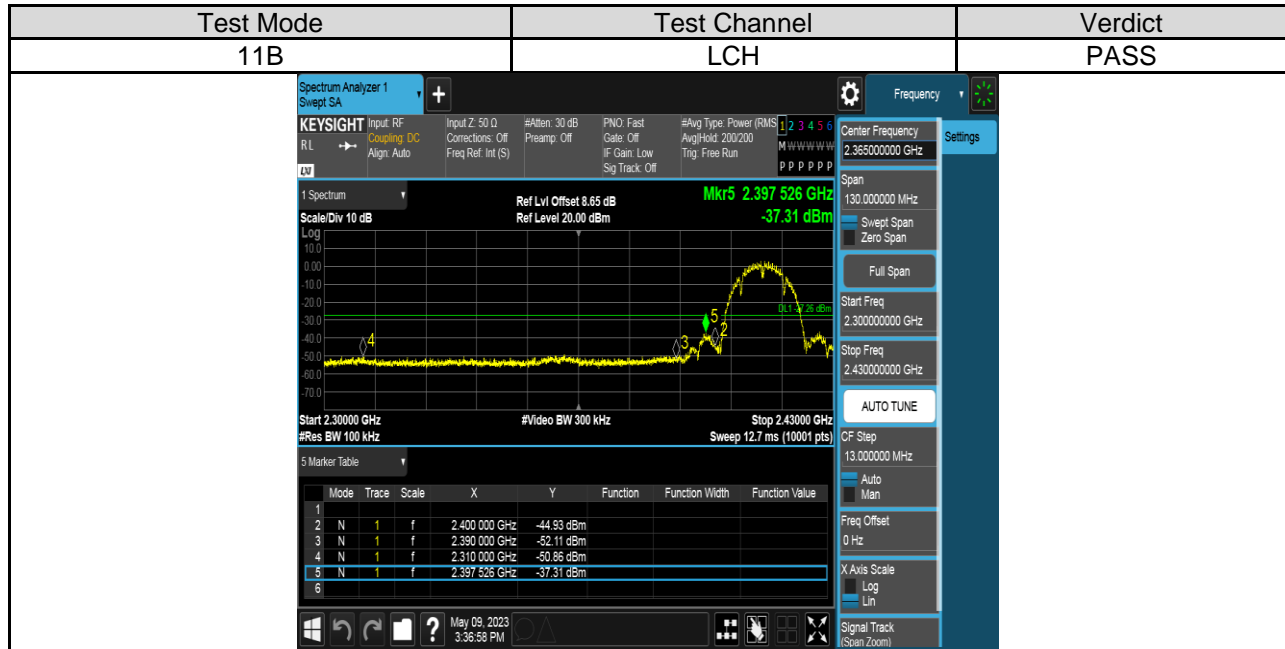 Test Mode Test Channel Verdict
11B LCH PASS
Spectrum Analyzer 1
Swept SA
+
Frequency
KEYSIGHT
RL
LXI
Input: RF
Coupling: DC
Align: Auto
Input Z: 50 Ω
Corrections: Off
Freq Ref: Int (S)
#Atten: 30 dB
Preamp: Off
PNO: Fast
Gate: Off
IF Gain: Low
Sig Track: Off
#Avg Type: Power (RMS
Avg|Hold: 200/200
Trig: Free Run
1 2 3 4 5 6
M W W W W W
P P P P P P
1 Spectrum
Scale/Div 10 dB
Ref Lvl Offset 8.65 dB
Ref Level 20.00 dBm
Mkr5 2.397 526 GHz
-37.31 dBm
Log
10.0
0.00
-10.0
-20.0
-30.0
-40.0
-50.0
-60.0
-70.0
4
3
5
2
Start 2.30000 GHz #Video BW 300 kHz Stop 2.43000 GHz
#Res BW 100 kHz Sweep 12.7 ms (10001 pts)
5 Marker Table
Mode Trace Scale X Y Function Function Width Function Value
1
2 N 1 f 2.400 000 GHz -44.93 dBm
3 N 1 f 2.390 000 GHz -52.11 dBm
4 N 1 f 2.310 000 GHz -50.86 dBm
5 N 1 f 2.397 526 GHz -37.31 dBm
6
?
May 09, 2023
3:36:58 PM
Center Frequency
2.365000000 GHz
Settings
Span
130.000000 MHz
Swept Span
Zero Span
Full Span
Start Freq
2.300000000 GHz
Stop Freq
2.430000000 GHz
AUTO TUNE
CF Step
13.000000 MHz
Auto
Man
Freq Offset
0 Hz
X Axis Scale
Log
Lin
Signal Track
(Span Zoom)